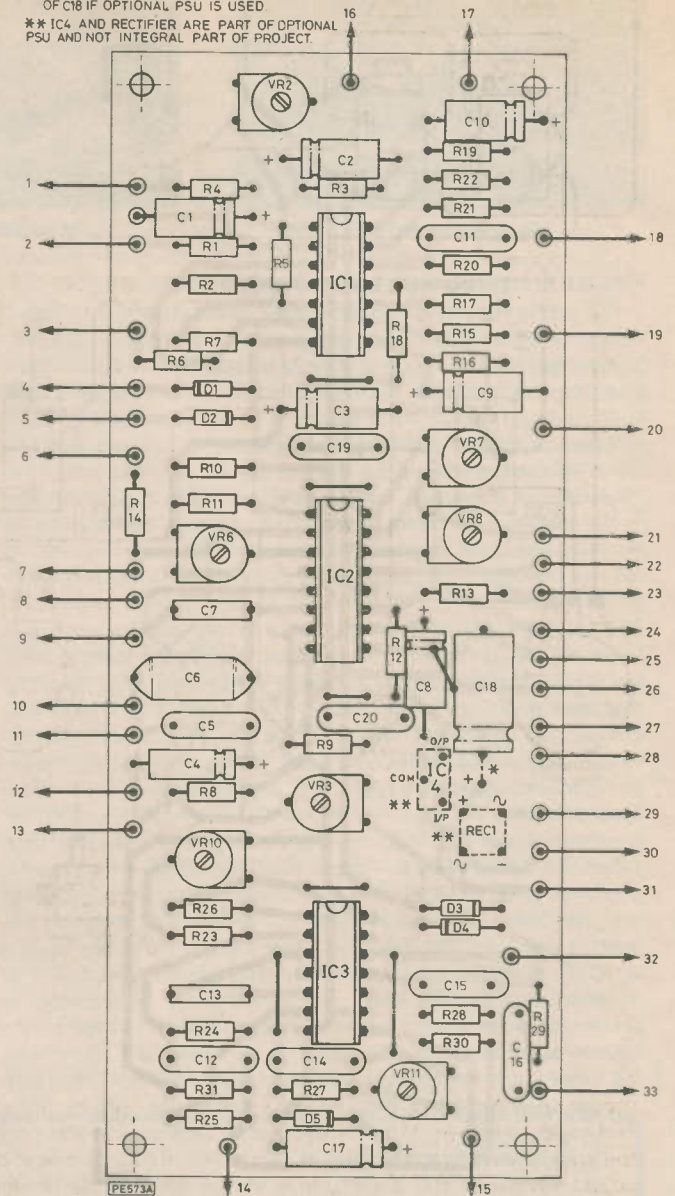 OF C18 IF OPTIONAL PSU IS USED.
** IC4 AND RECTIFIER ARE PART OF OPTIONAL
PSU AND NOT INTEGRAL PART OF PROJECT.
16
17
VR2
C10
+
C2
+
R19
R3
R22
1
R4
R21
C1
+
C11
18
2
R1
R5
IC1
R20
R2
R17
3
R7
R18
R15
19
R6
R16
4
D1
C3
+
C9
+
5
D2
20
6
C19
VR7
R10
R14
R11
VR8
21
VR6
IC2
22
7
R13
23
8
C7
24
9
+
R12
25
C6
C8
C18
26
10
C20
27
11
C5
O/P
28
R9
COM
IC4
+
*
C4
+
**
12
R8
VR3
I/P
+
~
29
13
**
REC1
30
VR10
~
-
31
R26
D3
R23
D4
32
IC3
C15
C13
R28
R29
R24
R30
C16
C12
C14
VR11
33
R31
R27
R25
D5
C17
+
PE573A
14
15